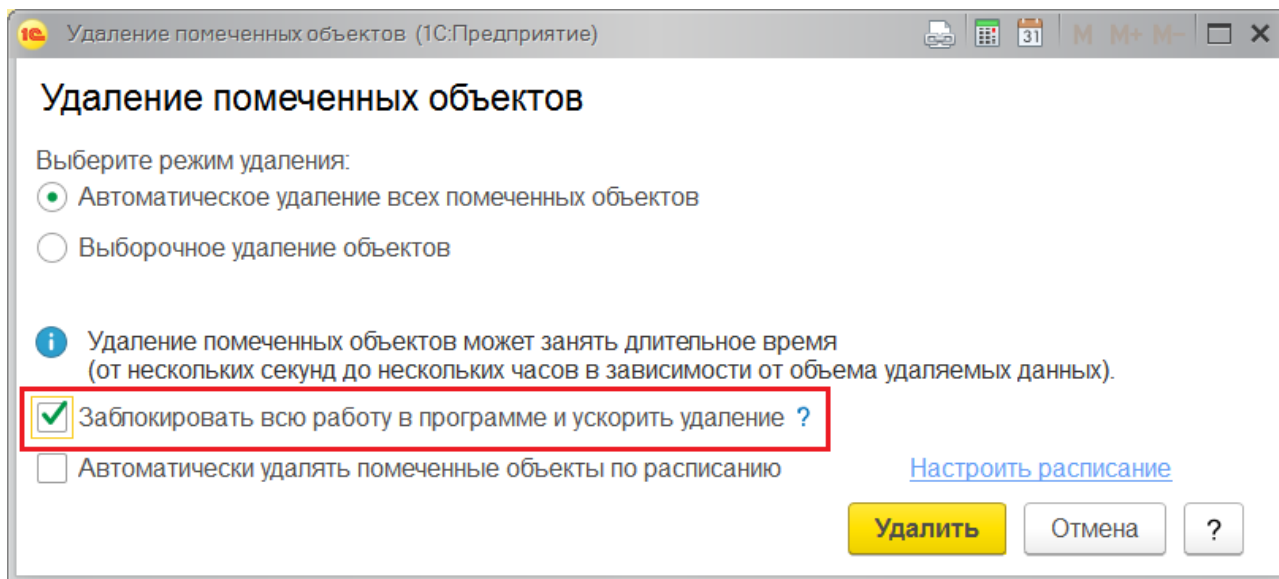 1С Удаление помеченных объектов (1С:Предприятие) 31 M M+ M-
Удаление помеченных объектов
Выберите режим удаления:
Автоматическое удаление всех помеченных объектов
Выборочное удаление объектов
Удаление помеченных объектов может занять длительное время
(от нескольких секунд до нескольких часов в зависимости от объема удаляемых данных).
Заблокировать всю работу в программе и ускорить удаление ?
Автоматически удалять помеченные объекты по расписанию Настроить расписание
Удалить Отмена ?